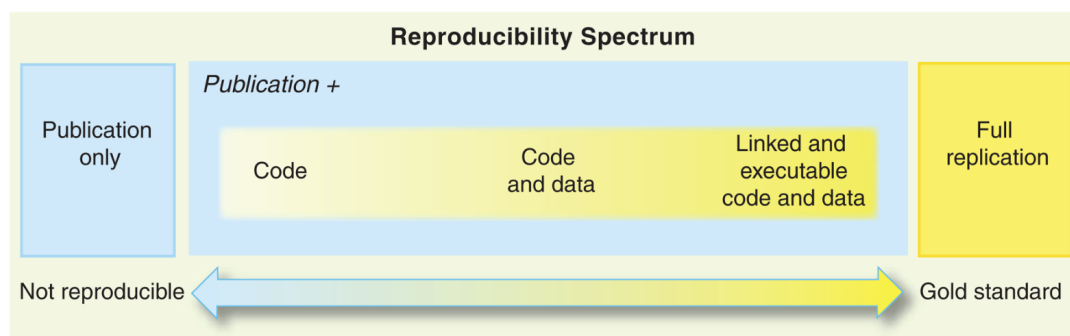 Reproducibility Spectrum
Publication
only
Publication +
Code
Code
and data
Linked and
executable
code and data
Full
replication
Not reproducible
Gold standard